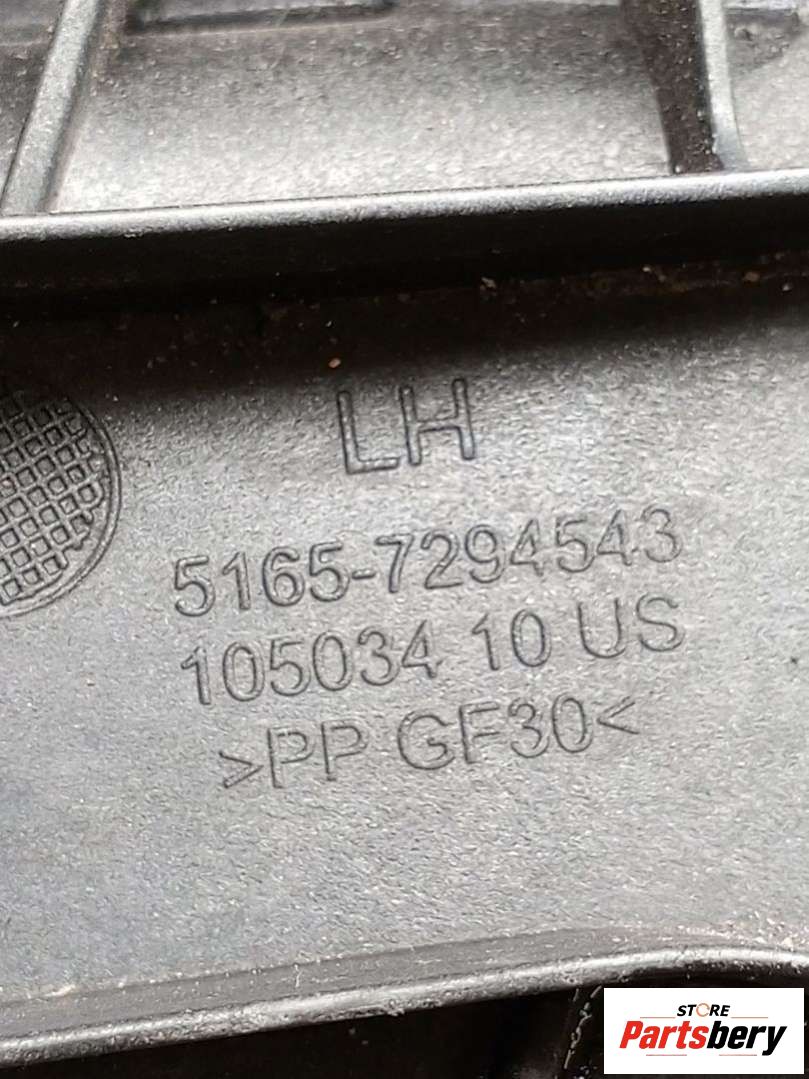 LH
5165-7294543
105034 10 US
>PP GF30<
STORE
Partsbery